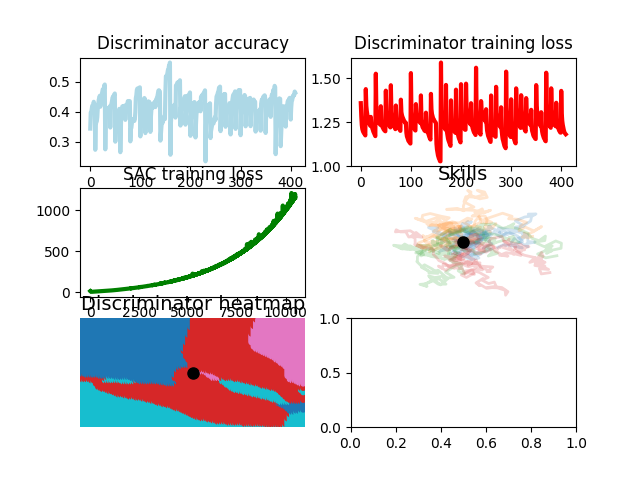 Discriminator accuracy
Discriminator training loss
0.5
0.4
0.3
0 100 200 300 400
1.50
1.25
1.00
0 100 200 300 400
SAC training loss
Skills
1000
500
0
0 2500 5000 7500 10000
Discriminator heatmap
1.0
0.5
0.0
0.0 0.2 0.4 0.6 0.8 1.0